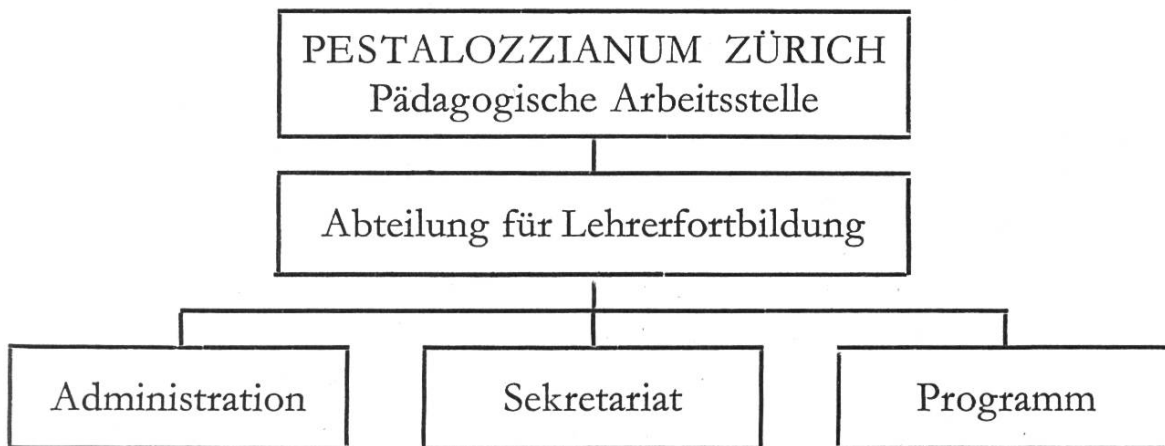 PESTALOZZIANUM ZÜRICH
Pädagogische Arbeitsstelle
Abteilung für Lehrerfortbildung
Administration
Sekretariat
Programm